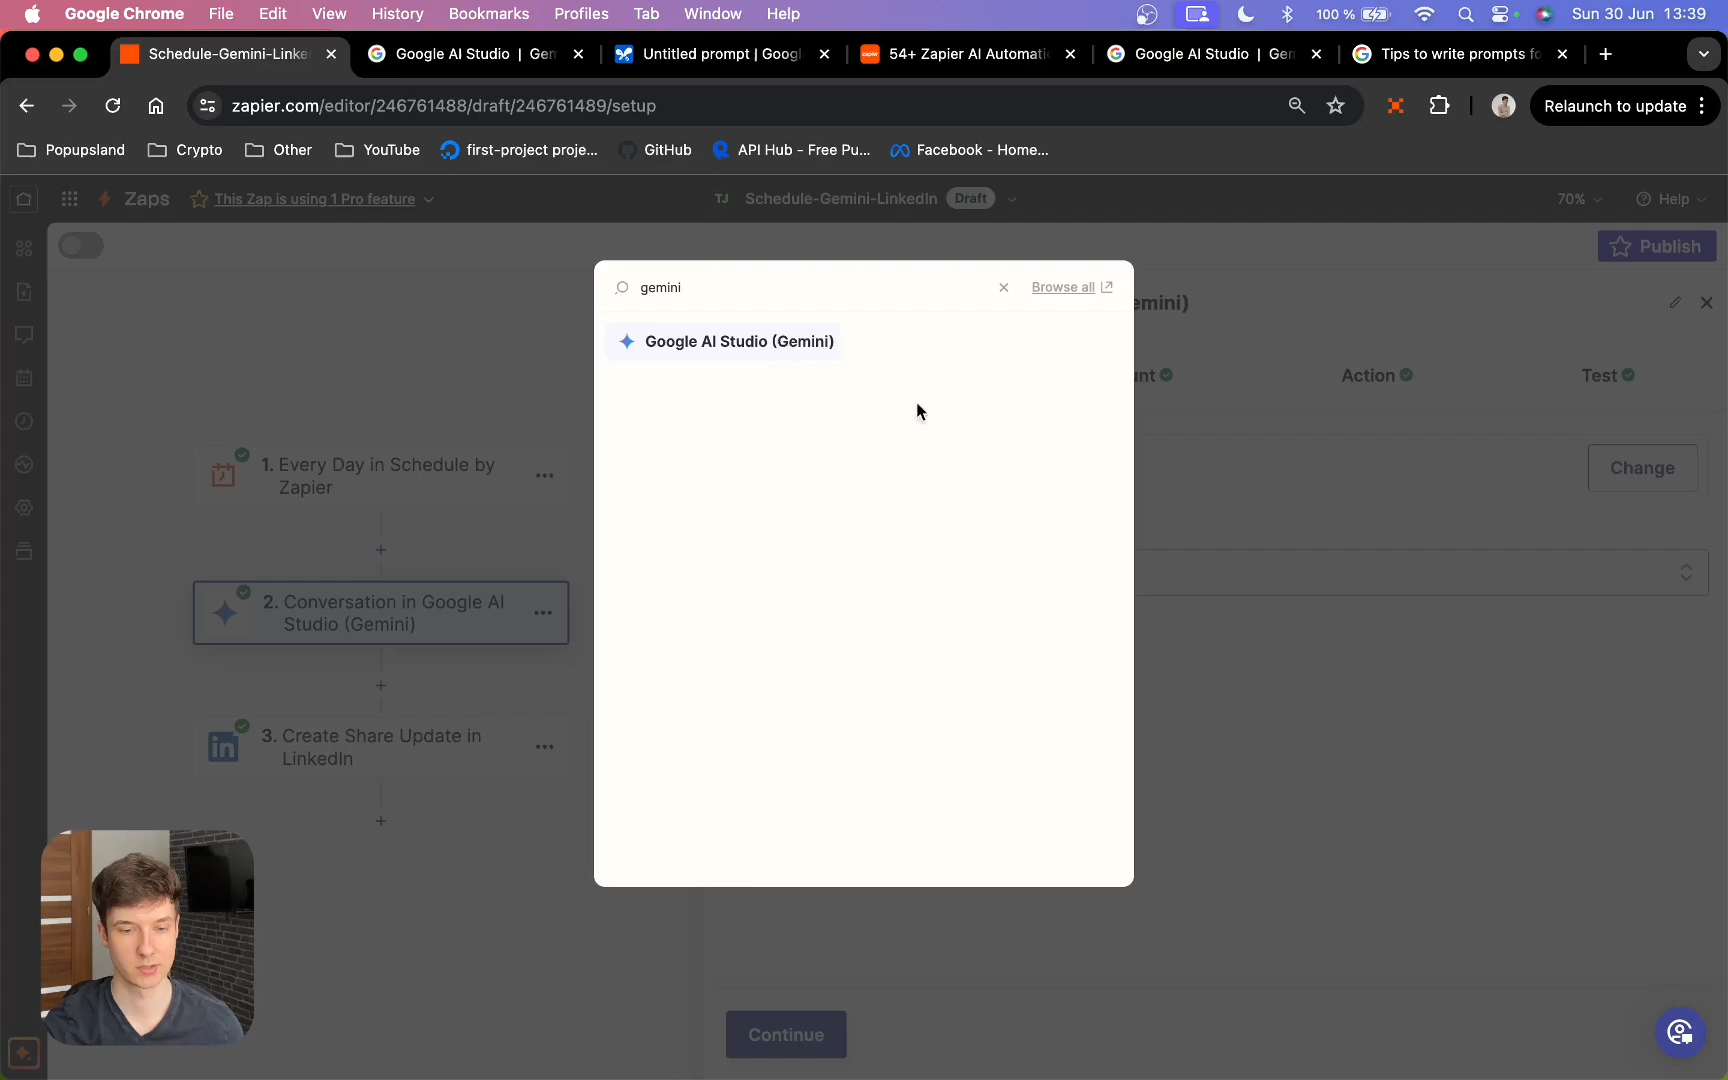 Google Chrome File Edit View History Bookmarks Profiles Tab Window Help 100 % Sun 30 Jun 13:39
Schedule-Gemini-Linke Google AI Studio | Gem Untitled prompt | Googl 54+ Zapier AI Automati Google AI Studio | Gem Tips to write prompts fo
zapier.com/editor/246761488/draft/246761489/setup Relaunch to update
Popupsland Crypto Other YouTube first-project proje... GitHub API Hub - Free Pu... Facebook - Home...
Zaps This Zap is using 1 Pro feature TJ Schedule-Gemini-LinkedIn Draft 70% Help
Publish
gemini Browse all
emini)
Google AI Studio (Gemini)
unt Action Test
1. Every Day in Schedule by
Zapier
Change
2. Conversation in Google AI
Studio (Gemini)
3. Create Share Update in
LinkedIn
in
Continue